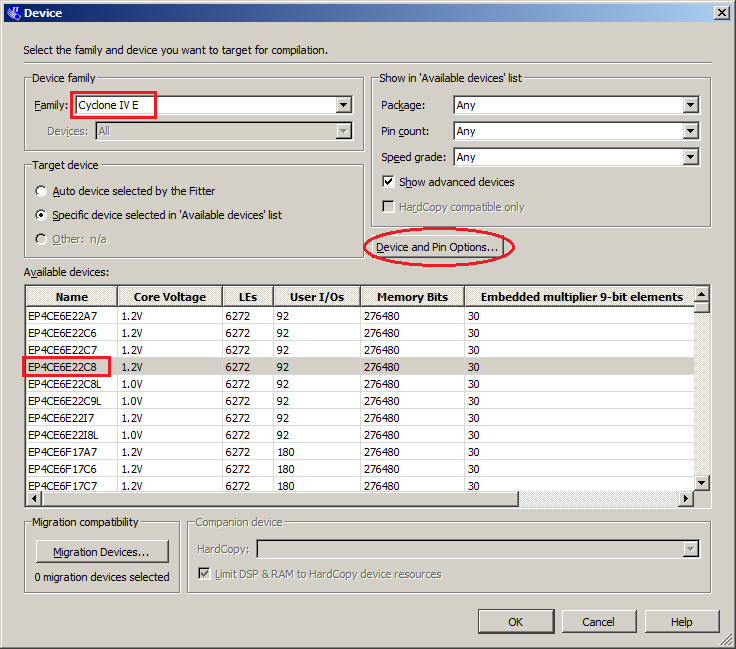 Device
Select the family and device you want to target for compilation.
Device family
Family: Cyclone IV E
Devices: All
Show in 'Available devices' list
Package: Any
Pin count: Any
Speed grade: Any
Show advanced devices
HardCopy compatible only
Target device
Auto device selected by the Fitter
Specific device selected in 'Available devices' list
Other: n/a
Device and Pin Options...
Available devices:
Name Core Voltage LEs User I/Os Memory Bits Embedded multiplier 9-bit elements
EP4CE6E22A7 1.2V 6272 92 276480 30
EP4CE6E22C6 1.2V 6272 92 276480 30
EP4CE6E22C7 1.2V 6272 92 276480 30
EP4CE6E22C8 1.2V 6272 92 276480 30
EP4CE6E22C8L 1.0V 6272 92 276480 30
EP4CE6E22C9L 1.0V 6272 92 276480 30
EP4CE6E22I7 1.2V 6272 92 276480 30
EP4CE6E22I8L 1.0V 6272 92 276480 30
EP4CE6F17A7 1.2V 6272 180 276480 30
EP4CE6F17C6 1.2V 6272 180 276480 30
EP4CE6F17C7 1.2V 6272 180 276480 30
Migration compatibility
Migration Devices...
0 migration devices selected
Companion device
HardCopy:
Limit DSP & RAM to HardCopy device resources
OK Cancel Help